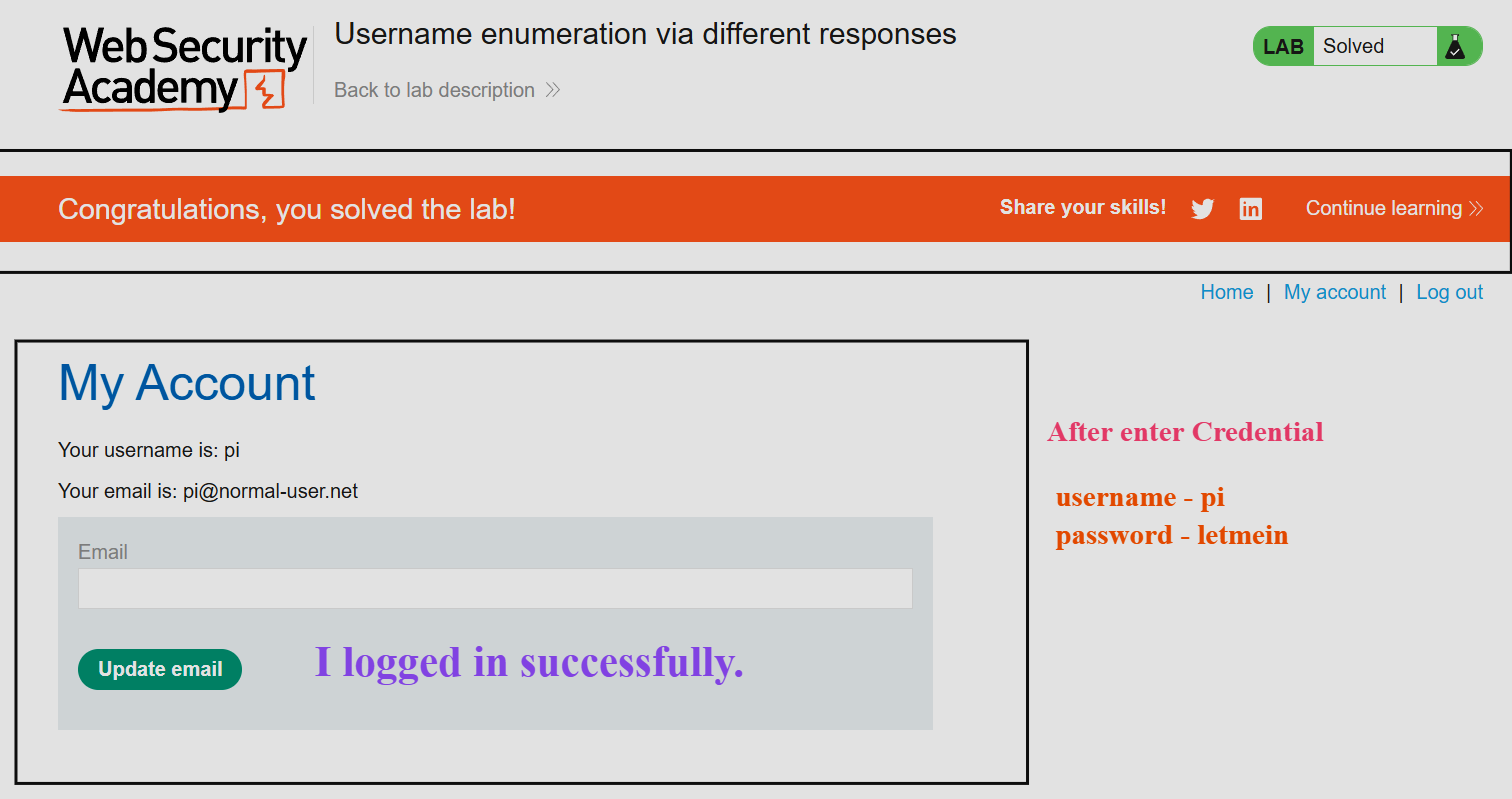 Web Security
Academy
Username enumeration via different responses
Back to lab description
LAB Solved
Congratulations, you solved the lab!
Share your skills!
in
Continue learning
Home | My account | Log out
My Account
Your username is: pi
Your email is: pi@normal-user.net
Email
Update email
I logged in successfully.
After enter Credential
username - pi
password - letmein